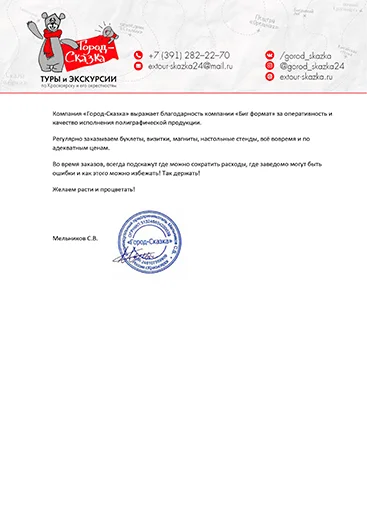 Город-
Сказка
ТУРЫ и ЭКСКУРСИИ
по Красноярску и его окрестностям
+7 (391) 282-22-70
extour-skazka24@mail.ru
/gorod_skazka
@gorod_skazka24
extour-skazka.ru
Компания «Город-Сказка» выражает благодарность компании «Биг формат» за оперативность и
качество исполнения полиграфической продукции.
Регулярно заказываем буклеты, визитки, магниты, настольные стенды, всё вовремя и по
адекватным ценам.
Во время заказов, всегда подскажут где можно сократить расходы, где заведомо могут быть
ошибки и как этого можно избежать! Так держать!
Желаем расти и процветать!
Мельников С.В.
«Город-Сказка»